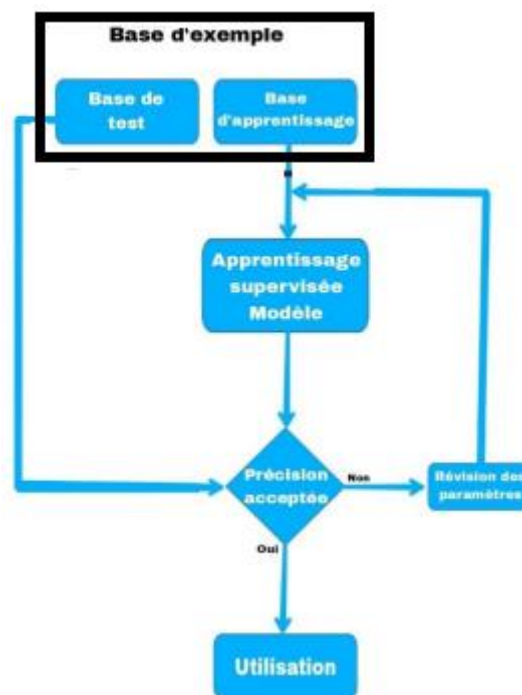 Base d'exemple
Base de
test
Base
d'apprentissage
Apprentissage
supervisée
Modèle
Précision
acceptée
Non
Révision des
paramètres
Oui
Utilisation